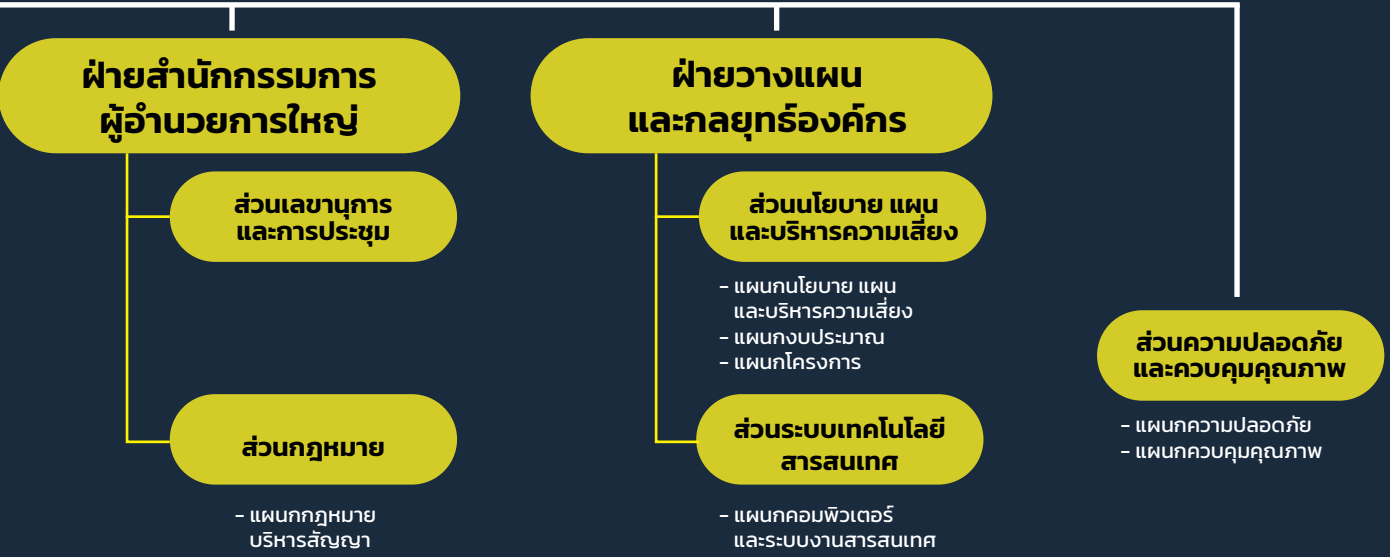 ฝ่ายสำนักกรรมการ
ผู้อำนวยการใหญ่
ส่วนเลขานุการ
และการประชุม
ส่วนกฎหมาย
- แผนกกฎหมาย
บริหารสัญญา
ฝ่ายวางแผน
และกลยุทธ์องค์กร
ส่วนนโยบาย แผน
และบริหารความเสี่ยง
- แผนกนโยบาย แผน
และบริหารความเสี่ยง
- แผนกงบประมาณ
- แผนกโครงการ
ส่วนระบบเทคโนโลยี
สารสนเทศ
- แผนกคอมพิวเตอร์
และระบบงานสารสนเทศ
ส่วนความปลอดภัย
และควบคุมคุณภาพ
- แผนกความปลอดภัย
- แผนกควบคุมคุณภาพ